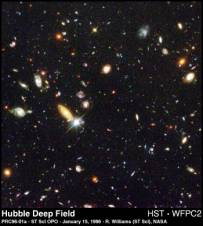 Hubble Deep Field HST · WFPC2
PRC96-01a · ST ScI OPO · January 15, 1996 · R. Williams (ST ScI), NASA